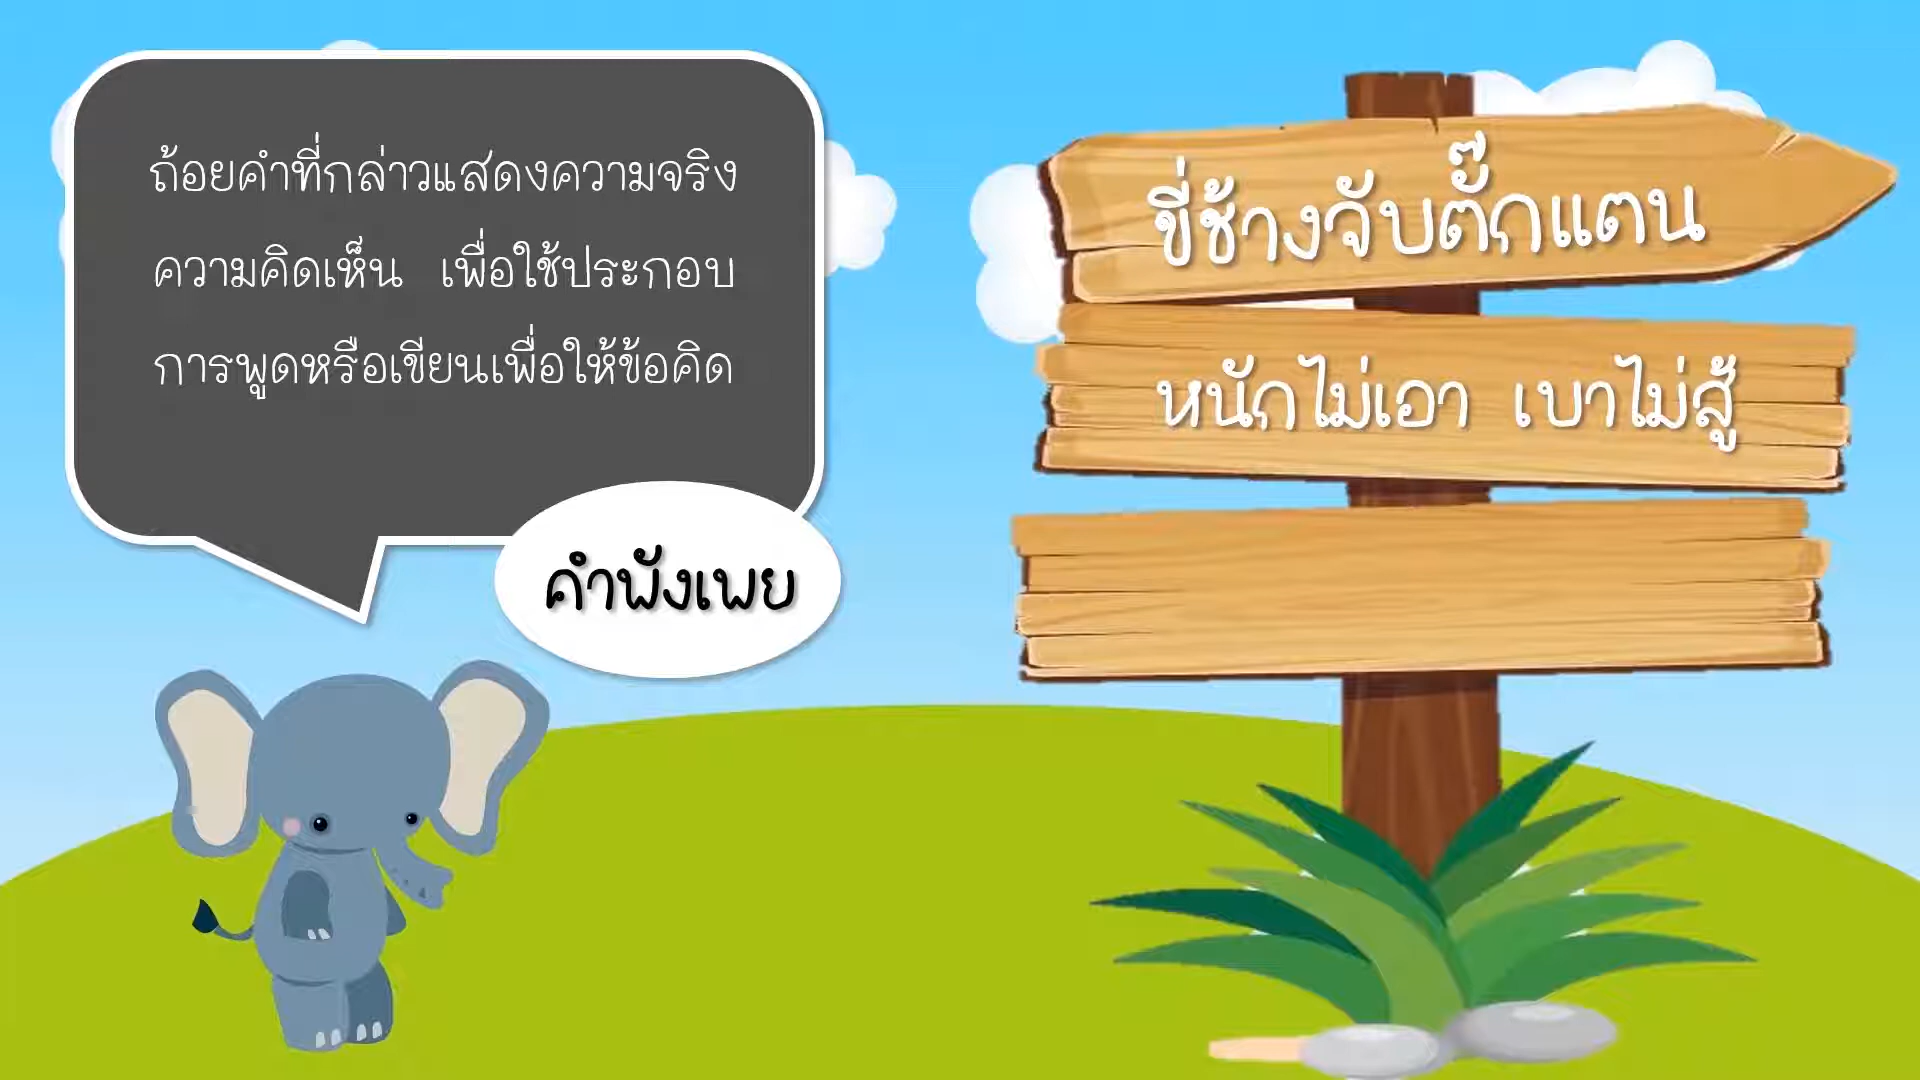 ถ้อยคำที่กล่าวแสดงความจริง
ความคิดเห็น เพื่อใช้ประกอบ
การพูดหรือเขียนเพื่อให้ข้อคิด
คำพังเพย
ขี่ช้างจับตั๊กแตน
หนักไม่เอา เบาไม่สู้